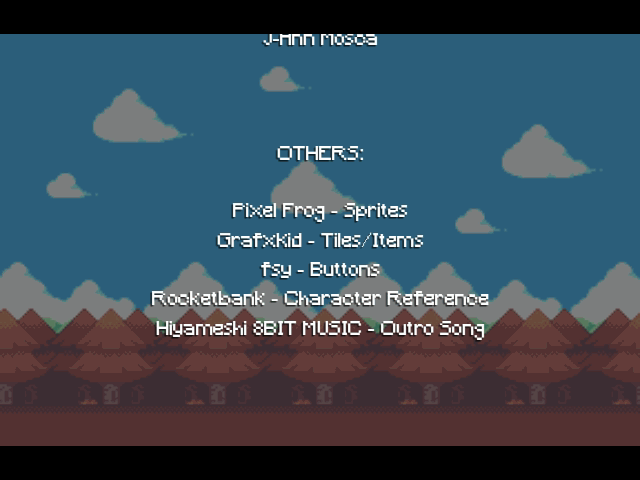 J-Ann Mosca
OTHERS:
Pixel Frog - Sprites
GrafxKid - Tiles/Items
fsy - Buttons
Rocketbank - Character Reference
Hiyameshi 8BIT MUSIC - Outro Song